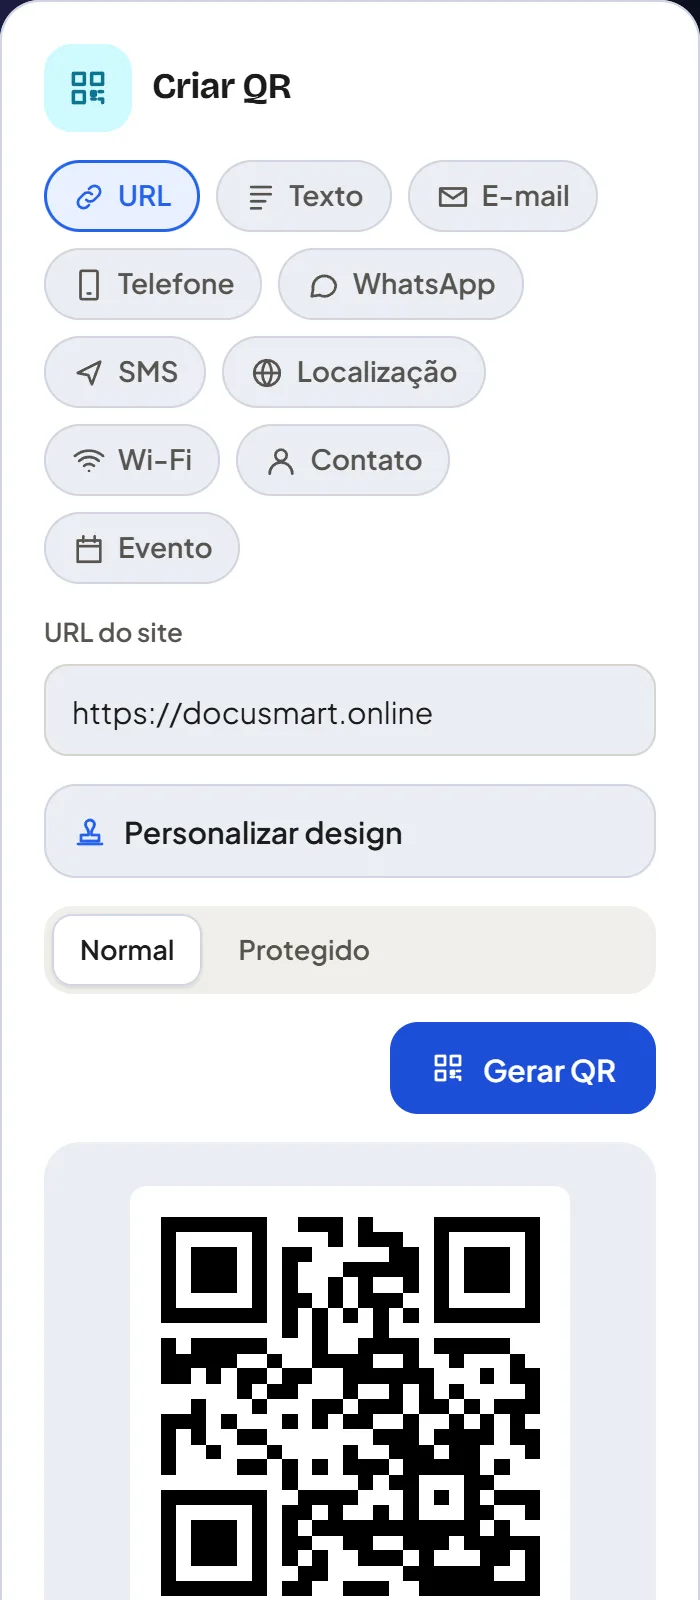 Criar QR
URL Texto E-mail
Telefone WhatsApp
SMS Localização
Wi-Fi Contato
Evento
URL do site
https://docusmart.online
Personalizar design
Normal Protegido
Gerar QR